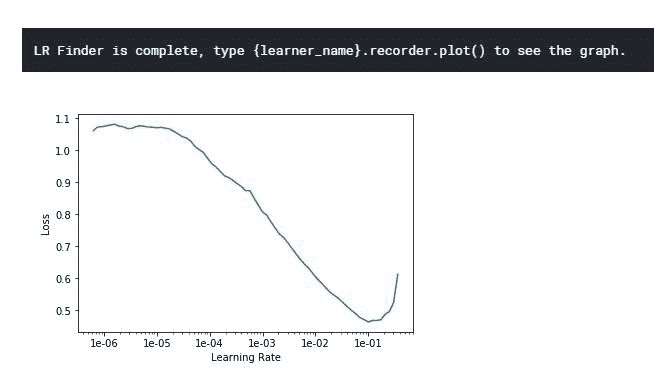 LR Finder is complete, type {learner_name}.recorder.plot() to see the graph.
1.1
1.0
0.9
0.8
0.7
0.6
0.5
Loss
1e-06 1e-05 1e-04 1e-03 1e-02 1e-01
Learning Rate